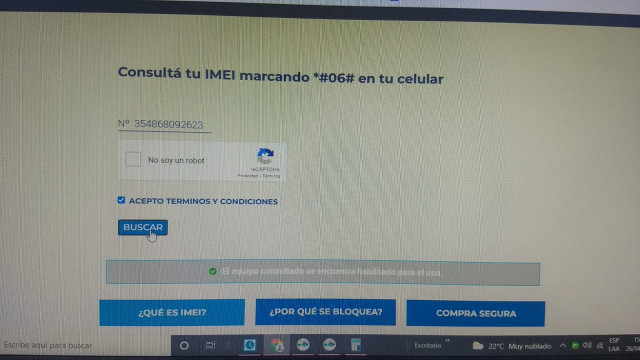 Consultá tu IMEI marcando *#06# en tu celular
Nº 354868092623
No soy un robot
reCAPTCHA
Privacidad - Términos
ACEPTO TERMINOS Y CONDICIONES
BUSCAR
El equipo consultado se encuentra habilitado para el uso.
¿QUÉ ES IMEI?
¿POR QUÉ SE BLOQUEA?
COMPRA SEGURA
Escribe aquí para buscar
Escritorio
22°C Muy nublado
ESP
LAA